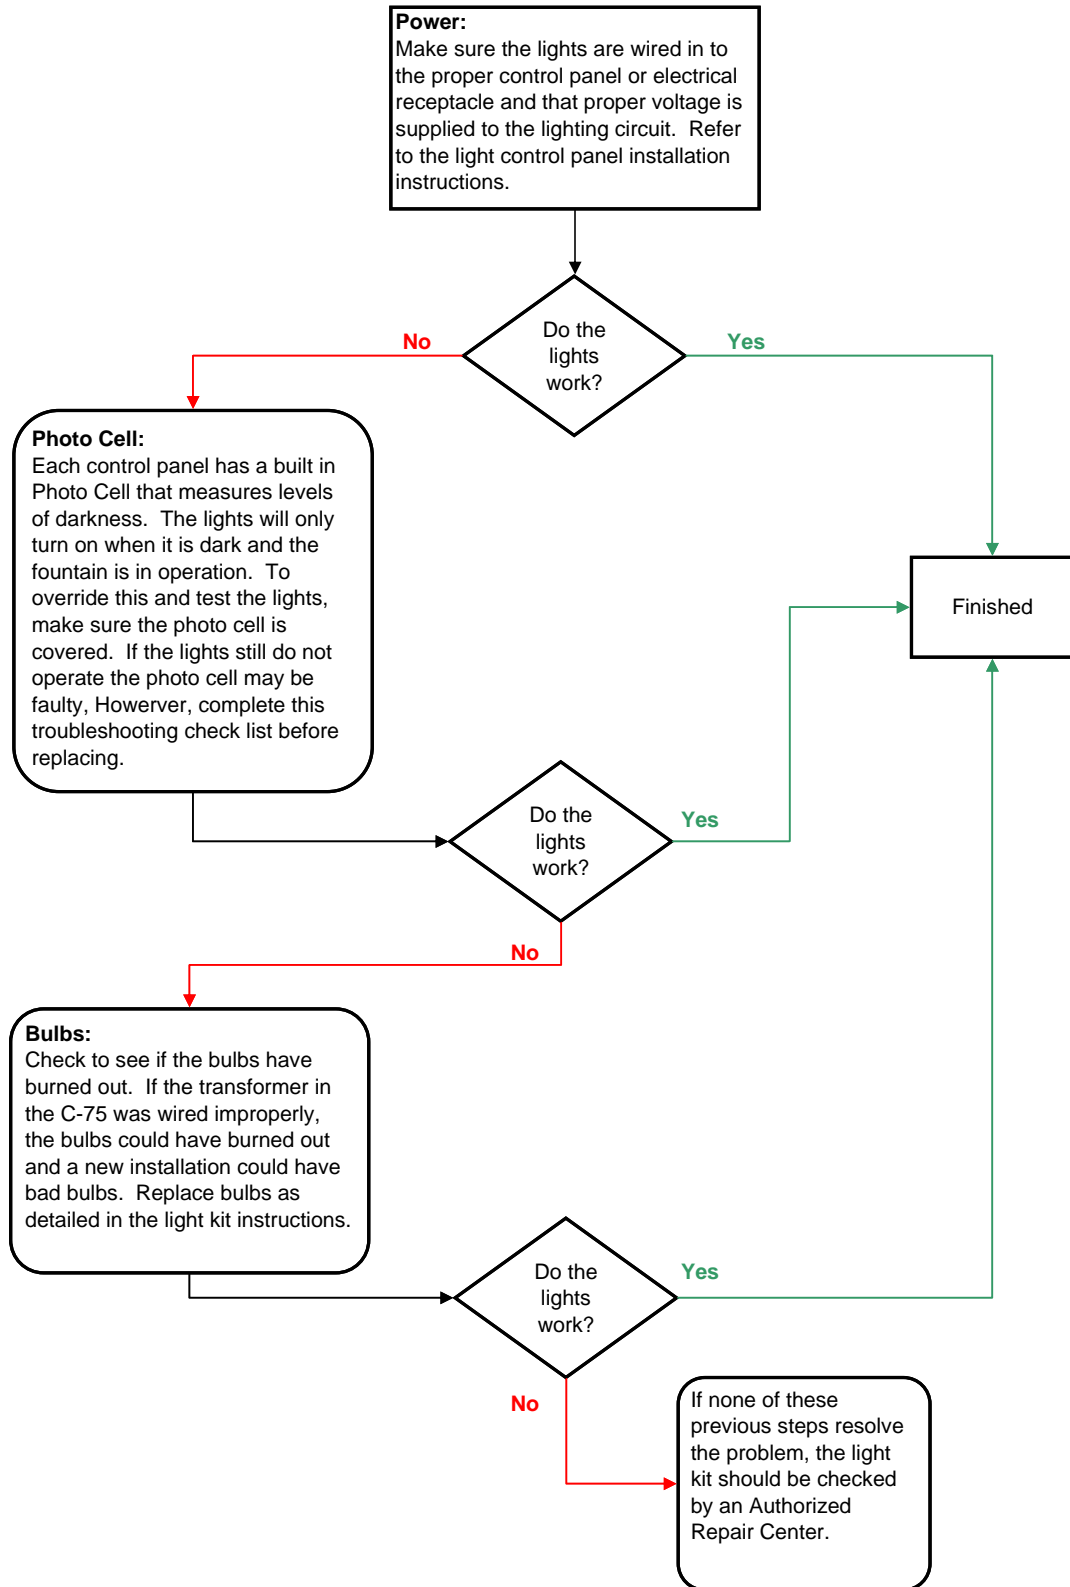 Power:
Make sure the lights are wired in to
the proper control panel or electrical
receptacle and that proper voltage is
supplied to the lighting circuit.  Refer
to the light control panel installation
instructions.
Do the
lights
work?
No
Yes
Photo Cell:
Each control panel has a built in
Photo Cell that measures levels
of darkness.  The lights will only
turn on when it is dark and the
fountain is in operation.  To
override this and test the lights,
make sure the photo cell is
covered.  If the lights still do not
operate the photo cell may be
faulty, Howerver, complete this
troubleshooting check list before
replacing.
Finished
Do the
lights
work?
Yes
No
Bulbs:
Check to see if the bulbs have
burned out.  If the transformer in
the C-75 was wired improperly,
the bulbs could have burned out
and a new installation could have
bad bulbs.  Replace bulbs as
detailed in the light kit instructions.
Do the
lights
work?
Yes
No
If none of these
previous steps resolve
the problem, the light
kit should be checked
by an Authorized
Repair Center.